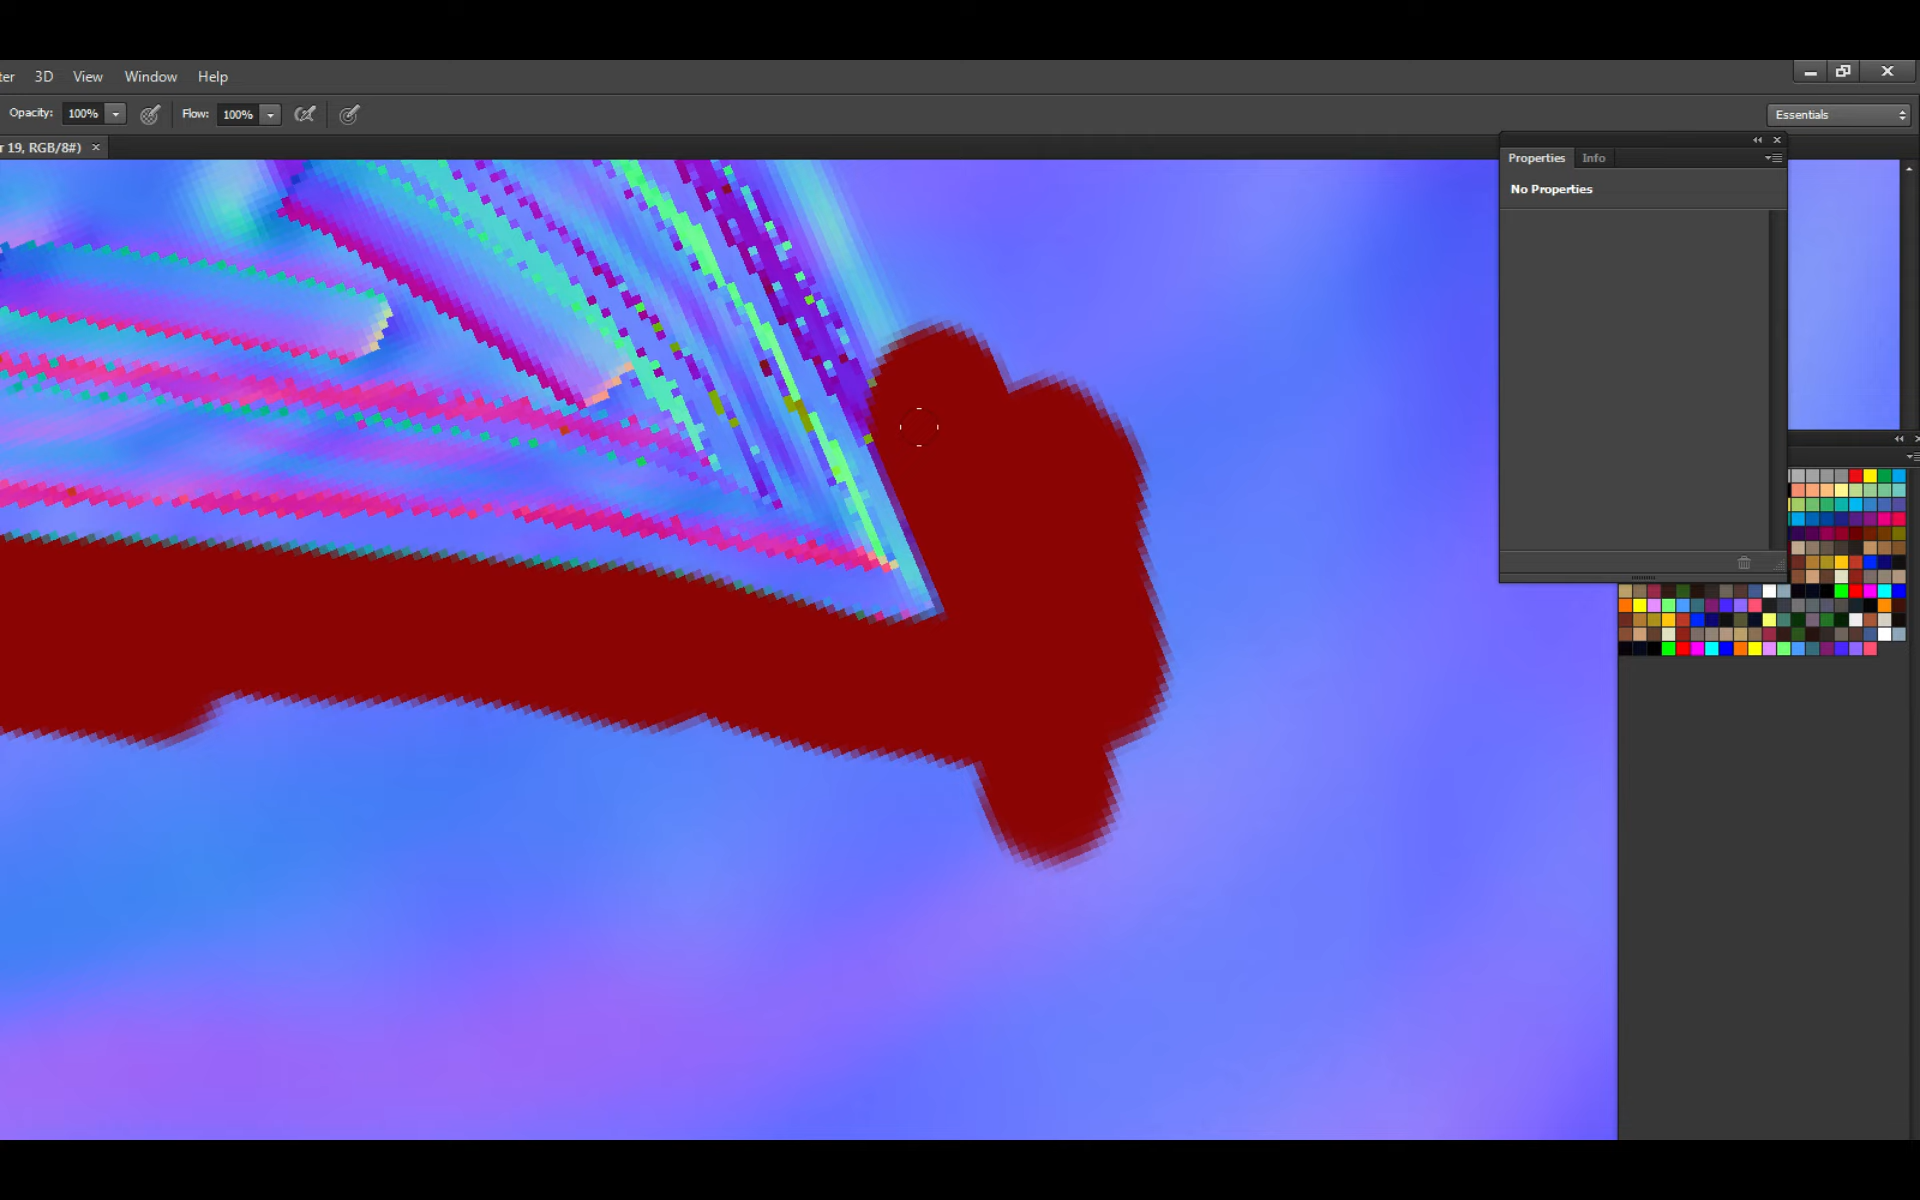 ter 3D View Window Help
Opacity: 100% Flow: 100% Essentials
r 19, RGB/8#) ×
Properties Info
No Properties